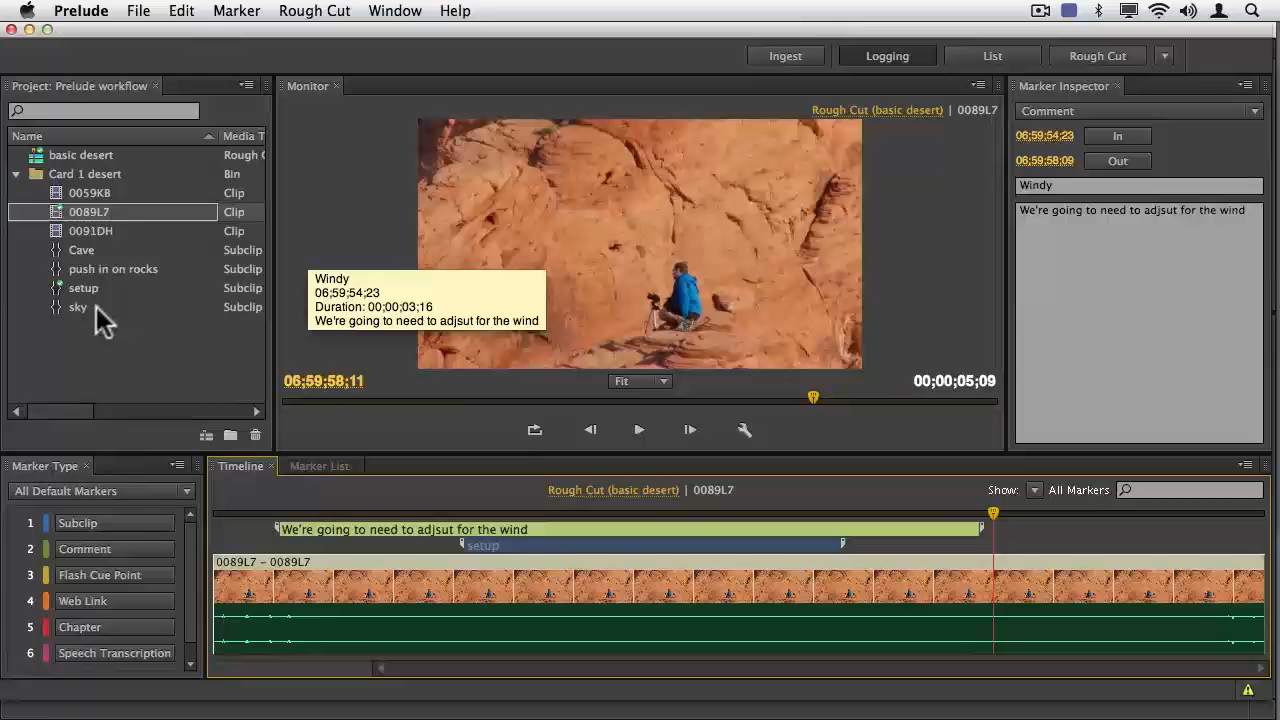 Prelude File Edit Marker Rough Cut Window Help
Ingest Logging List Rough Cut
Project: Prelude workflow
Monitor
Marker Inspector
Rough Cut (basic desert) | 0089L7
Comment
Name Media T
06;59;54;23 In
basic desert Rough C
06;59;58;09 Out
Card 1 desert Bin
Windy
0059KB Clip
0089L7 Clip
We're going to need to adjsut for the wind
0091DH Clip
Cave Subclip
push in on rocks Subclip
setup Subclip
sky Subclip
Windy
06;59;54;23
Duration: 00;00;03;16
We're going to need to adjsut for the wind
06;59;58;11 Fit 00;00;05;09
Marker Type
Timeline Marker List
All Default Markers
Rough Cut (basic desert) | 0089L7
Show: All Markers
1 Subclip
2 Comment
3 Flash Cue Point
4 Web Link
5 Chapter
6 Speech Transcription
We're going to need to adjsut for the wind
setup
0089L7 - 0089L7